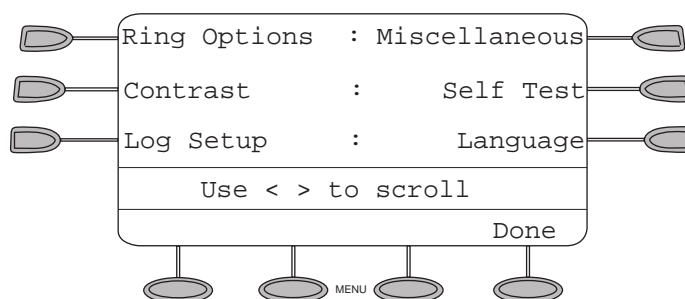 Ring Options : Miscellaneous
Contrast : Self Test
Log Setup : Language
Use < > to scroll
Done
MENU